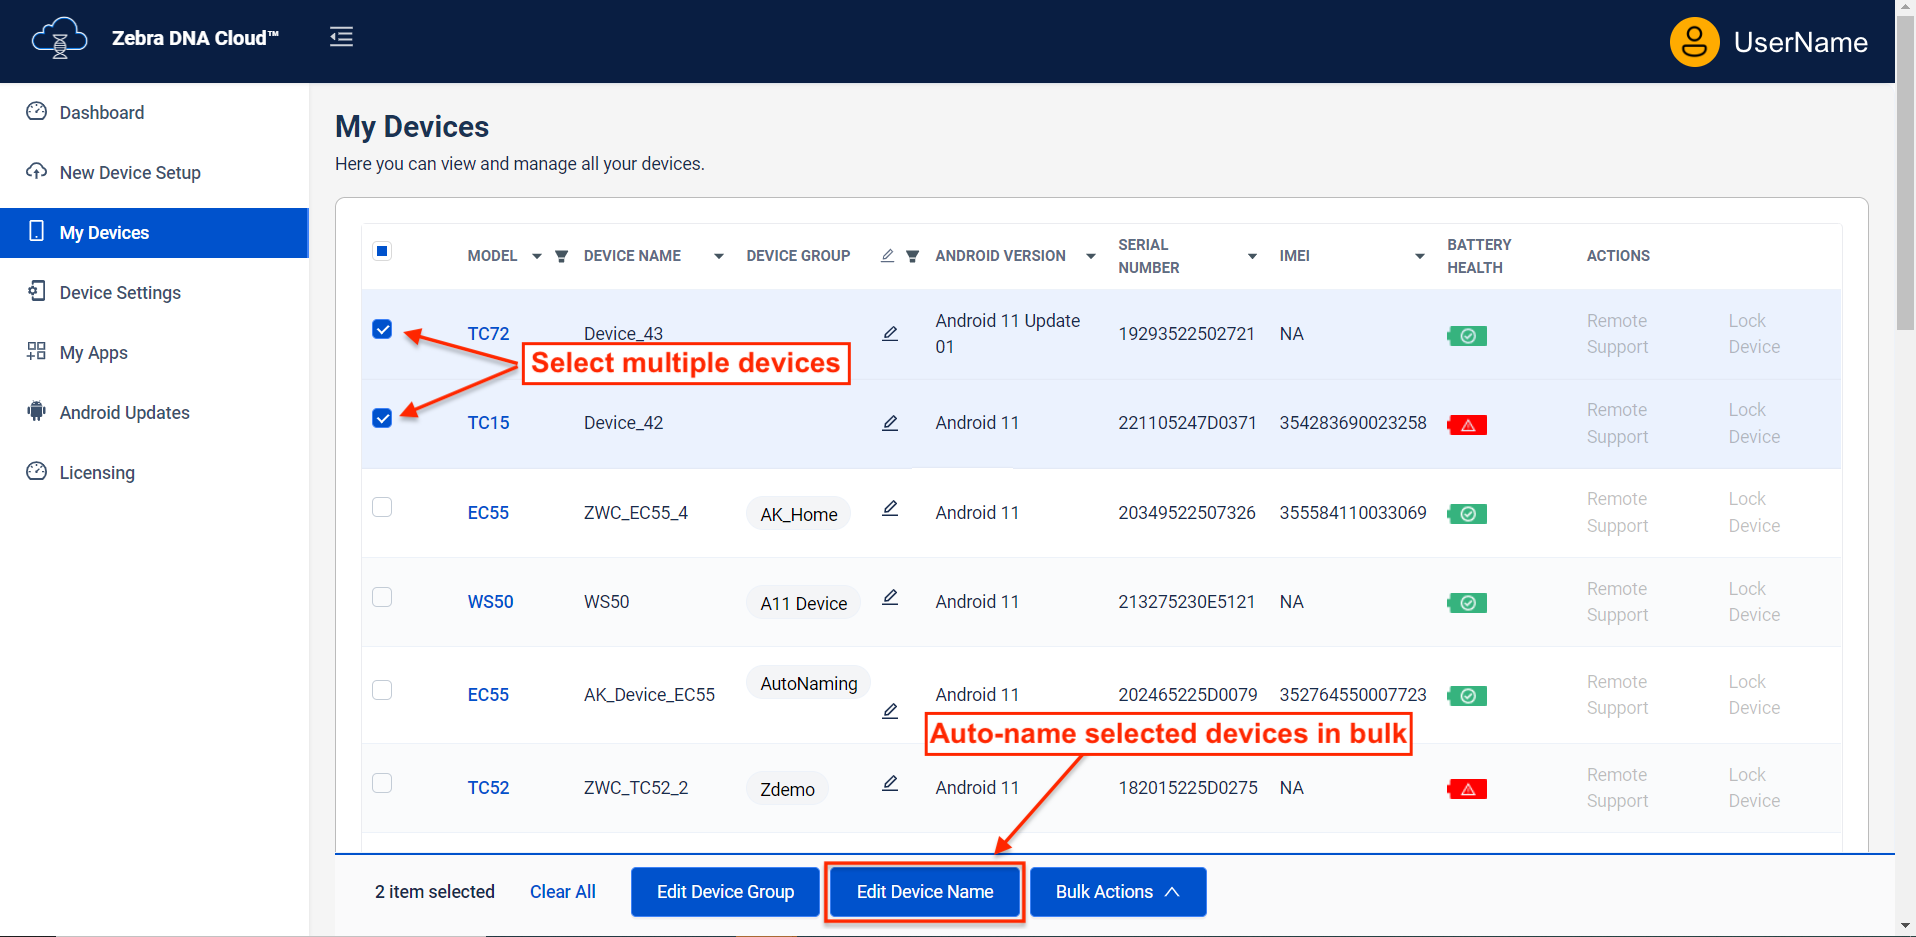 Zebra DNA Cloud™
UserName
Dashboard
New Device Setup
My Devices
Device Settings
My Apps
Android Updates
Licensing
My Devices
Here you can view and manage all your devices.
MODEL DEVICE NAME DEVICE GROUP ANDROID VERSION SERIAL NUMBER IMEI BATTERY HEALTH ACTIONS
TC72 Device_43 Android 11 Update 01 19293522502721 NA Remote Support Lock Device
Select multiple devices
TC15 Device_42 Android 11 221105247D0371 354283690023258 Remote Support Lock Device
EC55 ZWC_EC55_4 AK_Home Android 11 20349522507326 355584110033069 Remote Support Lock Device
WS50 WS50 A11 Device Android 11 213275230E5121 NA Remote Support Lock Device
EC55 AK_Device_EC55 AutoNaming Android 11 202465225D0079 352764550007723 Remote Support Lock Device
Auto-name selected devices in bulk
TC52 ZWC_TC52_2 Zdemo Android 11 182015225D0275 NA Remote Support Lock Device
2 item selected Clear All Edit Device Group Edit Device Name Bulk Actions